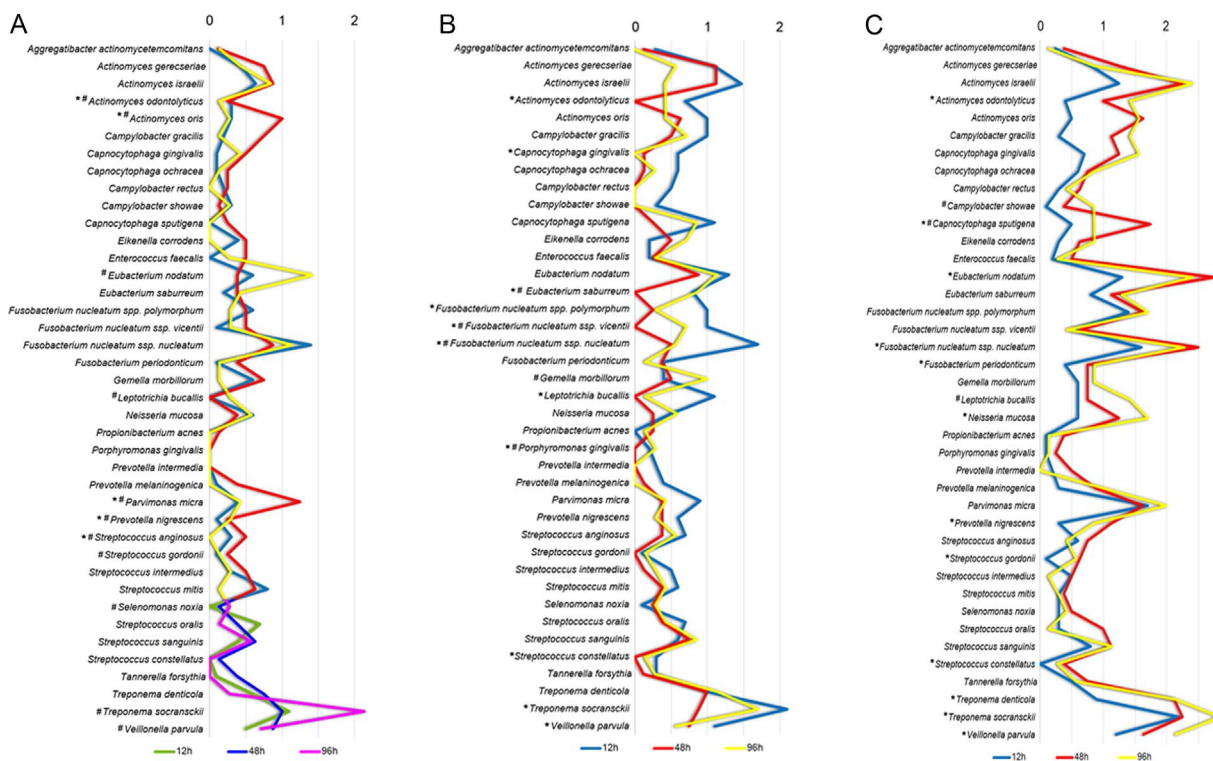 A
0 1 2
Aggregatibacter actinomycetemcomitans
Actinomyces gerecseriae
Actinomyces israelii
*# Actinomyces odontolyticus
*# Actinomyces oris
Campylobacter gracilis
Capnocytophaga gingivalis
Capnocytophaga ochracea
Campylobacter rectus
Campylobacter showae
Capnocytophaga sputigena
Eikenella corrodens
Enterococcus faecalis
# Eubacterium nodatum
Eubacterium saburreum
Fusobacterium nucleatum ssp. polymorphum
Fusobacterium nucleatum ssp. vicentii
Fusobacterium nucleatum ssp. nucleatum
Fusobacterium periodonticum
Gemella morbillorum
# Leptotrichia bucallis
Neisseria mucosa
Propionibacterium acnes
Porphyromonas gingivalis
Prevotella intermedia
Prevotella melaninogenica
*# Parvimonas micra
*# Prevotella nigrescens
*# Streptococcus anginosus
# Streptococcus gordonii
Streptococcus intermedius
Streptococcus mitis
# Selenomonas noxia
Streptococcus oralis
Streptococcus sanguinis
Streptococcus constellatus
Tannerella forsythia
Treponema denticola
# Treponema socransckii
# Veillonella parvula
12h 48h 96h
B
0 1 2
Aggregatibacter actinomycetemcomitans
Actinomyces gerecseriae
Actinomyces israelii
* Actinomyces odontolyticus
Actinomyces oris
Campylobacter gracilis
* Capnocytophaga gingivalis
Capnocytophaga ochracea
Campylobacter rectus
Campylobacter showae
Capnocytophaga sputigena
Eikenella corrodens
Enterococcus faecalis
Eubacterium nodatum
*# Eubacterium saburreum
* Fusobacterium nucleatum ssp. polymorphum
*# Fusobacterium nucleatum ssp. vicentii
*# Fusobacterium nucleatum ssp. nucleatum
Fusobacterium periodonticum
# Gemella morbillorum
* Leptotrichia bucallis
Neisseria mucosa
Propionibacterium acnes
*# Porphyromonas gingivalis
Prevotella intermedia
Prevotella melaninogenica
Parvimonas micra
Prevotella nigrescens
Streptococcus anginosus
Streptococcus gordonii
Streptococcus intermedius
Streptococcus mitis
Selenomonas noxia
Streptococcus oralis
Streptococcus sanguinis
* Streptococcus constellatus
Tannerella forsythia
Treponema denticola
* Treponema socransckii
* Veillonella parvula
12h 48h 96h
C
0 1 2
Aggregatibacter actinomycetemcomitans
Actinomyces gerecseriae
Actinomyces israelii
* Actinomyces odontolyticus
Actinomyces oris
Campylobacter gracilis
Capnocytophaga gingivalis
Capnocytophaga ochracea
Campylobacter rectus
# Campylobacter showae
*# Capnocytophaga sputigena
Eikenella corrodens
Enterococcus faecalis
* Eubacterium nodatum
Eubacterium saburreum
Fusobacterium nucleatum ssp. polymorphum
Fusobacterium nucleatum ssp. vicentii
* Fusobacterium nucleatum ssp. nucleatum
* Fusobacterium periodonticum
Gemella morbillorum
# Leptotrichia bucallis
* Neisseria mucosa
Propionibacterium acnes
Porphyromonas gingivalis
Prevotella intermedia
Prevotella melaninogenica
Parvimonas micra
* Prevotella nigrescens
Streptococcus anginosus
* Streptococcus gordonii
Streptococcus intermedius
Streptococcus mitis
Selenomonas noxia
Streptococcus oralis
Streptococcus sanguinis
* Streptococcus constellatus
Tannerella forsythia
* Treponema denticola
* Treponema socransckii
* Veillonella parvula
12h 48h 96h